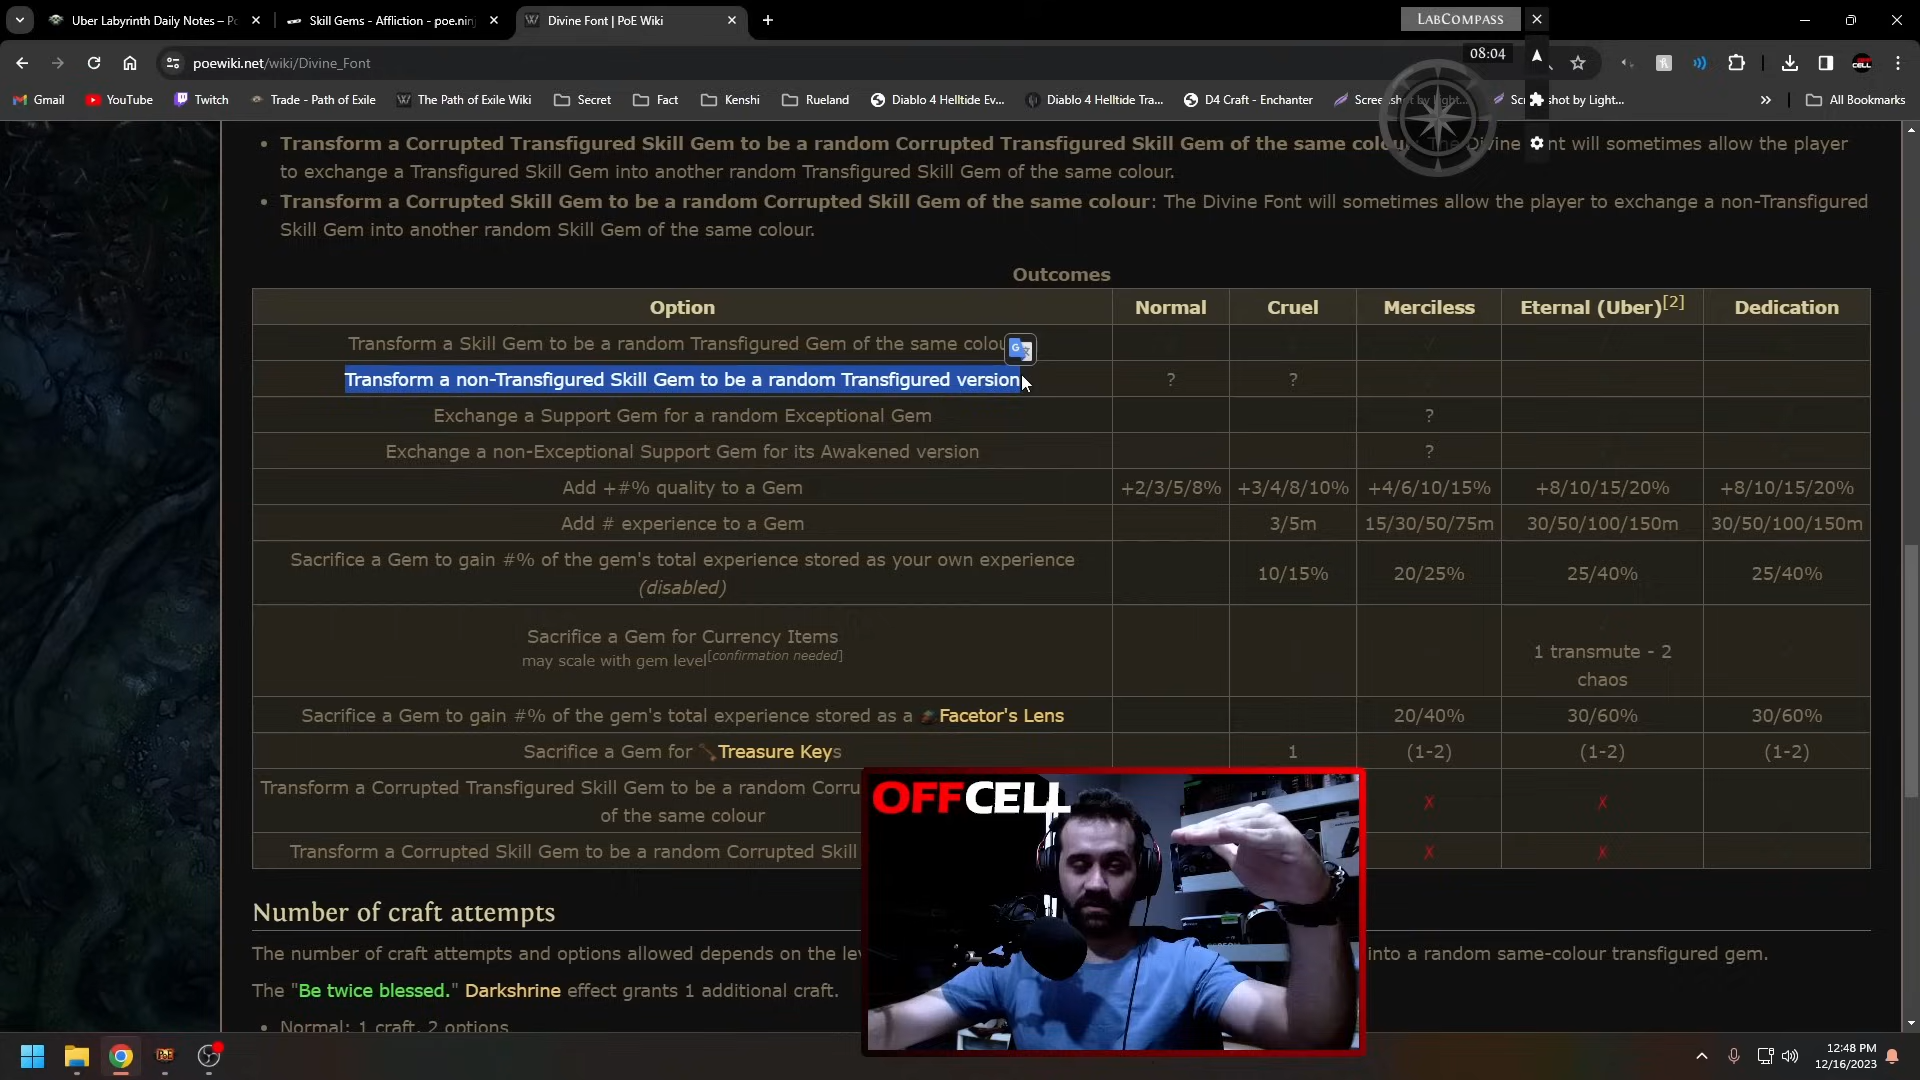 Uber Labyrinth Daily Notes – P
Skill Gems - Affliction - poe.nin
Divine Font | PoE Wiki
LABCOMPASS
08:04
poewiki.net/wiki/Divine_Font
Gmail
YouTube
Twitch
Trade - Path of Exile
The Path of Exile Wiki
Secret
Fact
Kenshi
Rueland
Diablo 4 Helltide Ev...
Diablo 4 Helltide Tra...
D4 Craft - Enchanter
Screenshot by Light...
Screenshot by Light...
All Bookmarks
• Transform a Corrupted Transfigured Skill Gem to be a random Corrupted Transfigured Skill Gem of the same colour: The Divine Font will sometimes allow the player
to exchange a Transfigured Skill Gem into another random Transfigured Skill Gem of the same colour.
• Transform a Corrupted Skill Gem to be a random Corrupted Skill Gem of the same colour: The Divine Font will sometimes allow the player to exchange a non-Transfigured
Skill Gem into another random Skill Gem of the same colour.
Outcomes
Option Normal Cruel Merciless Eternal (Uber)[2] Dedication
Transform a Skill Gem to be a random Transfigured Gem of the same colou
Transform a non-Transfigured Skill Gem to be a random Transfigured version ? ?
Exchange a Support Gem for a random Exceptional Gem ?
Exchange a non-Exceptional Support Gem for its Awakened version ?
Add +#% quality to a Gem +2/3/5/8% +3/4/8/10% +4/6/10/15% +8/10/15/20% +8/10/15/20%
Add # experience to a Gem 3/5m 15/30/50/75m 30/50/100/150m 30/50/100/150m
Sacrifice a Gem to gain #% of the gem's total experience stored as your own experience
(disabled) 10/15% 20/25% 25/40% 25/40%
Sacrifice a Gem for Currency Items
may scale with gem level[confirmation needed]
1 transmute - 2
chaos
Sacrifice a Gem to gain #% of the gem's total experience stored as a Facetor's Lens 20/40% 30/60% 30/60%
Sacrifice a Gem for Treasure Keys 1 (1-2) (1-2) (1-2)
Transform a Corrupted Transfigured Skill Gem to be a random Corru
of the same colour ✗ ✗
Transform a Corrupted Skill Gem to be a random Corrupted Skill ✗ ✗
OFFCELL
Number of craft attempts
The number of craft attempts and options allowed depends on the le into a random same-colour transfigured gem.
The "Be twice blessed." Darkshrine effect grants 1 additional craft.
• Normal: 1 craft, 2 options
12:48 PM
12/16/2023